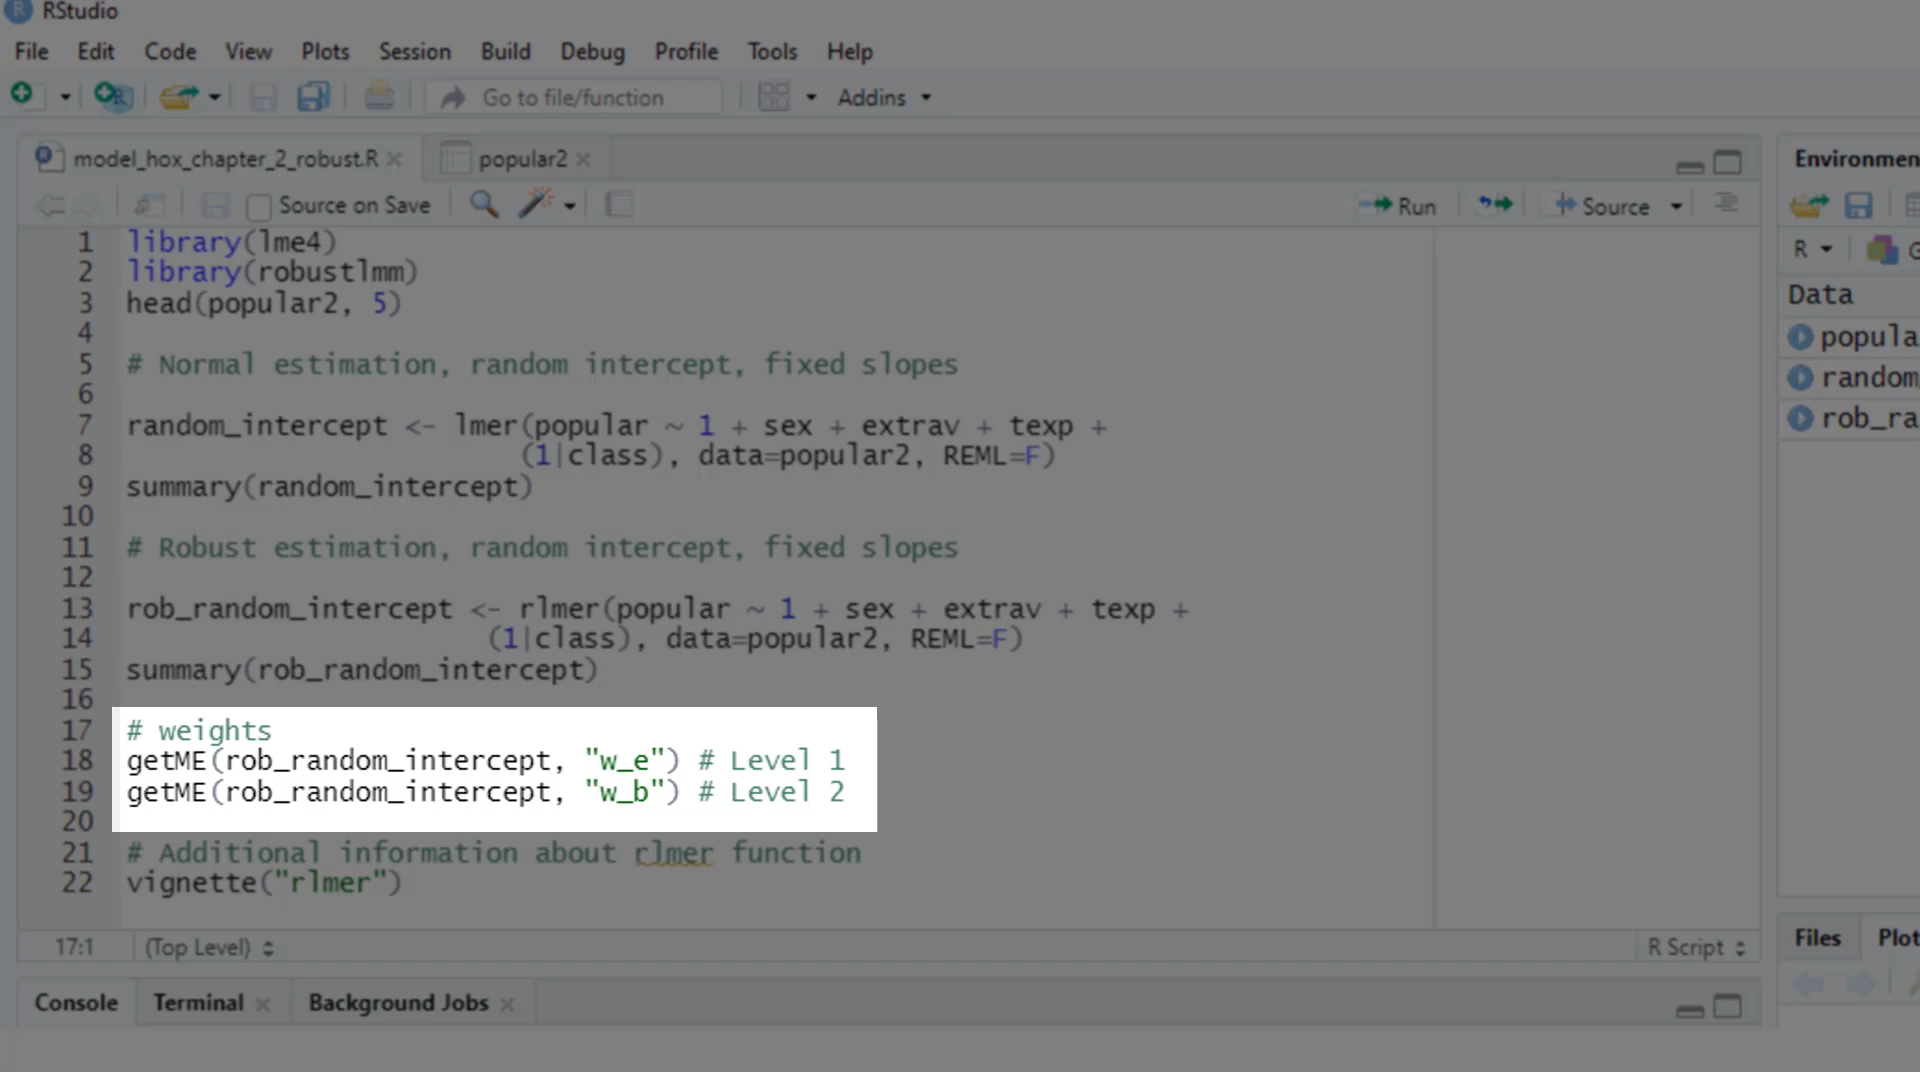 RStudio
File Edit Code View Plots Session Build Debug Profile Tools Help
Go to file/function Addins
model_hox_chapter_2_robust.R popular2
Source on Save Run Source
1 library(lme4)
2 library(robustlmm)
3 head(popular2, 5)
4
5 # Normal estimation, random intercept, fixed slopes
6
7 random_intercept <- lmer(popular ~ 1 + sex + extrav + texp +
8 (1|class), data=popular2, REML=F)
9 summary(random_intercept)
10
11 # Robust estimation, random intercept, fixed slopes
12
13 rob_random_intercept <- rlmer(popular ~ 1 + sex + extrav + texp +
14 (1|class), data=popular2, REML=F)
15 summary(rob_random_intercept)
16
17 # weights
18 getME(rob_random_intercept, "w_e") # Level 1
19 getME(rob_random_intercept, "w_b") # Level 2
20
21 # Additional information about rlmer function
22 vignette("rlmer")
17:1 (Top Level) R Script
Console Terminal Background Jobs
Environmen
R G
Data
popula
random
rob_ra
Files Plot